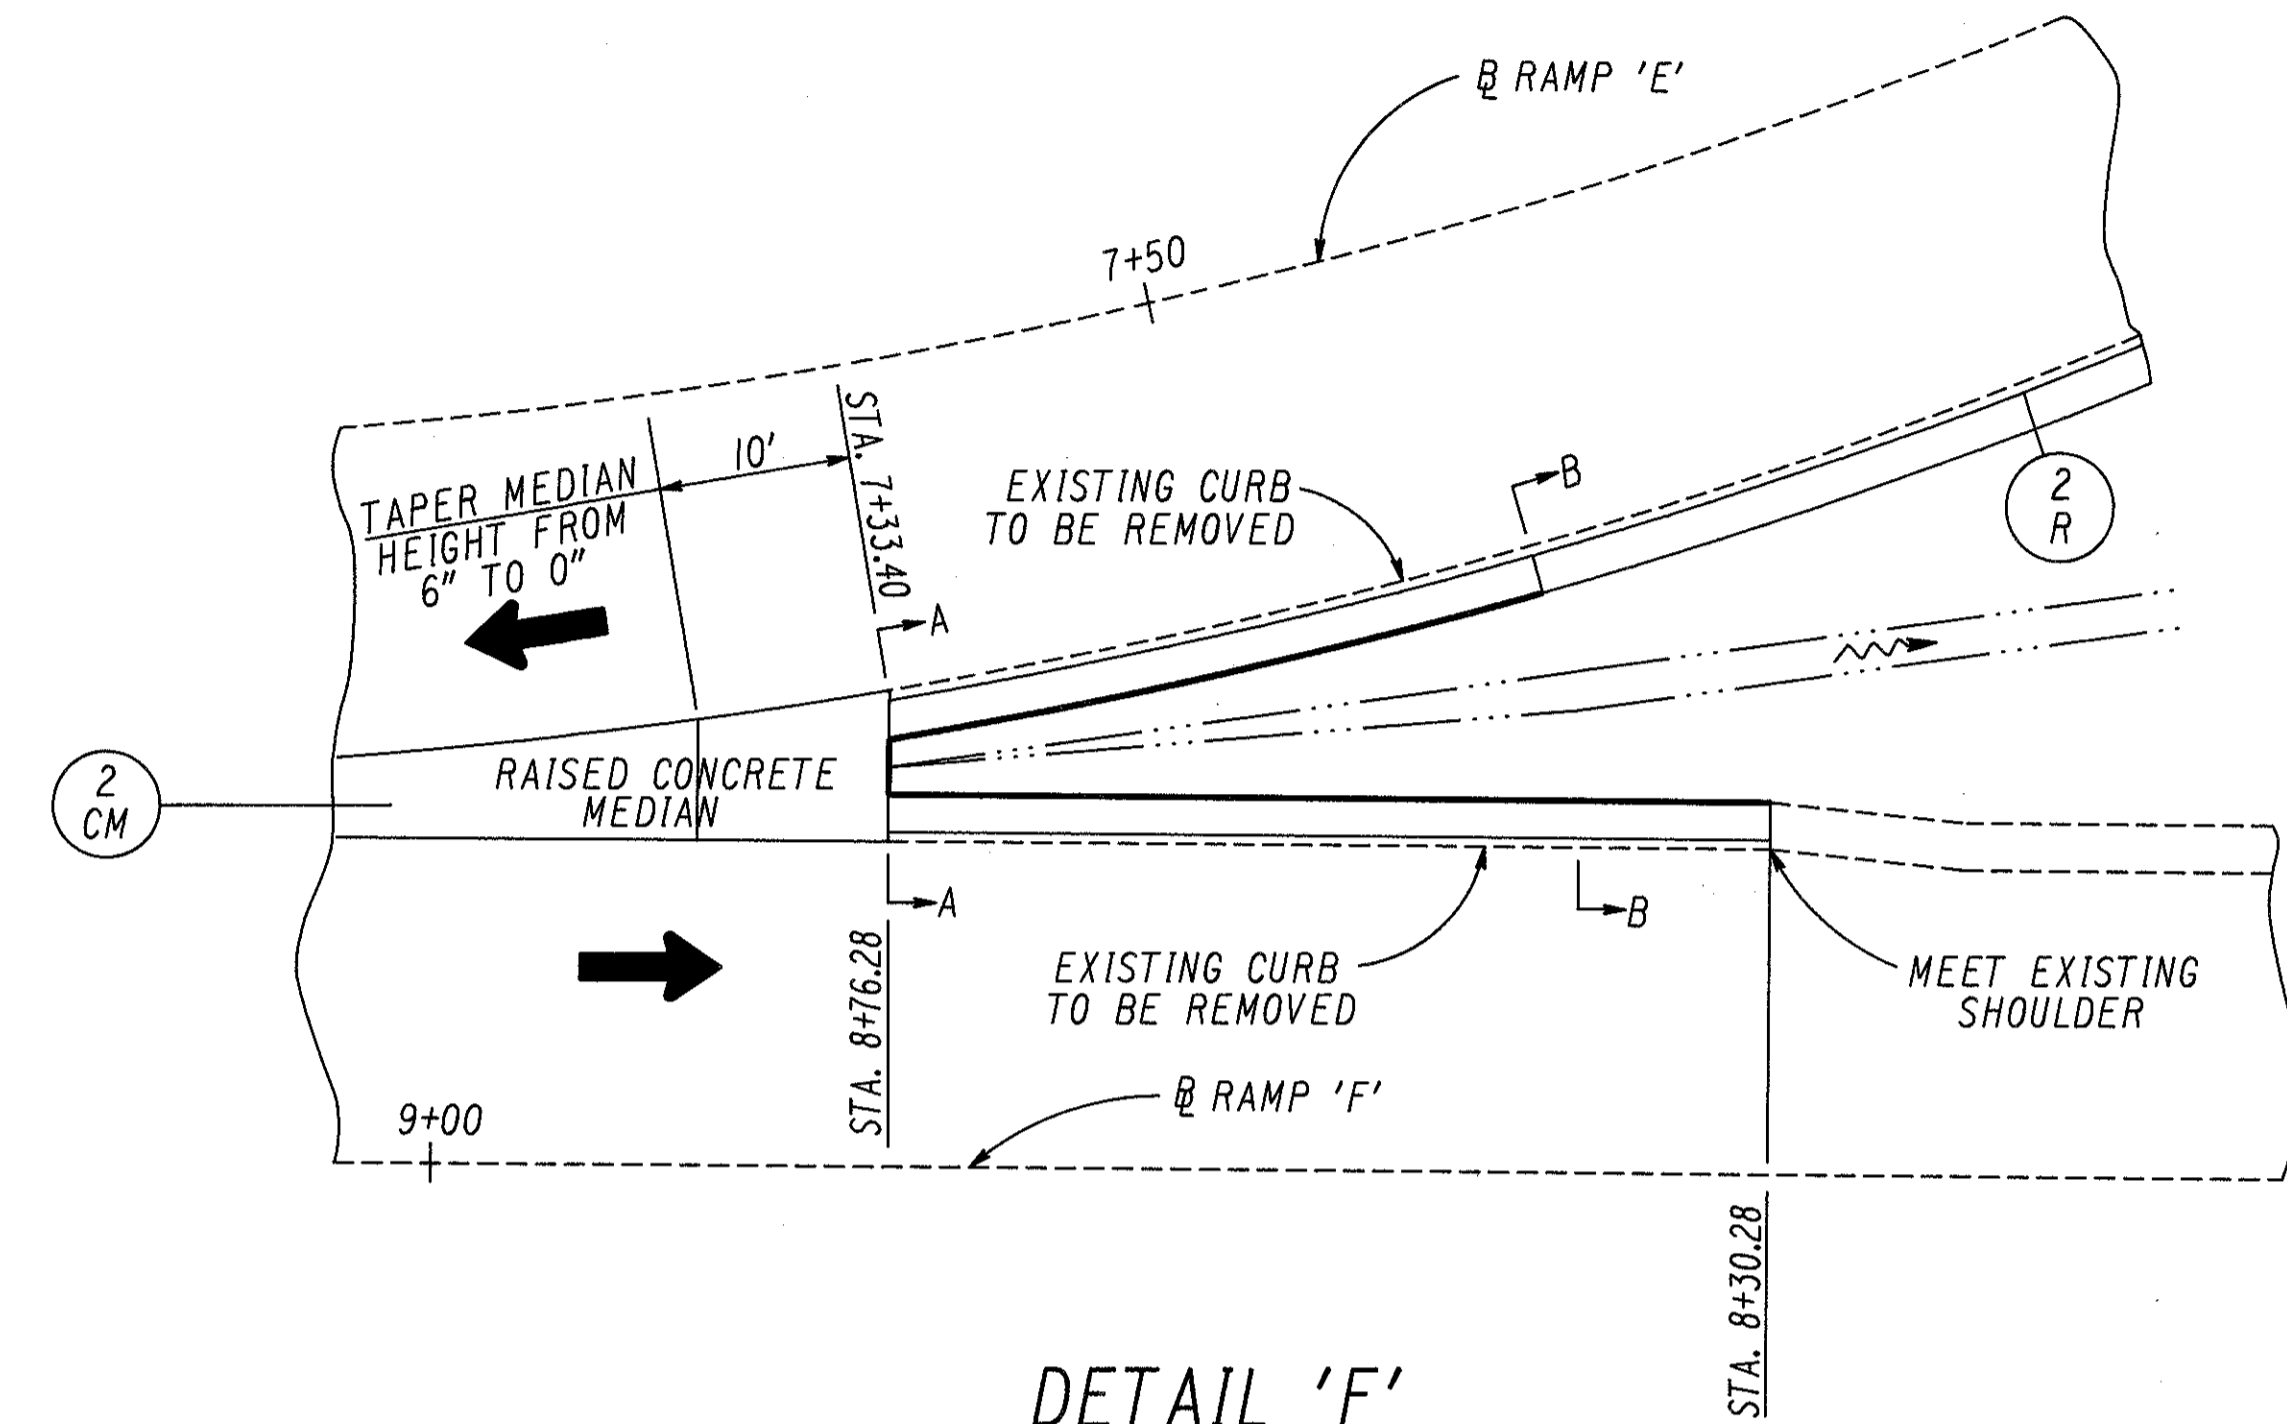 ℄ RAMP 'E'
7+50
10'
STA. 7+33.40
TAPER MEDIAN
HEIGHT FROM
6" TO 0"
EXISTING CURB
TO BE REMOVED
B
2
R
A
RAISED CONCRETE
MEDIAN
2
CM
A
B
STA. 8+76.28
EXISTING CURB
TO BE REMOVED
MEET EXISTING
SHOULDER
9+00
℄ RAMP 'F'
STA. 8+30.28
DETAIL 'F'